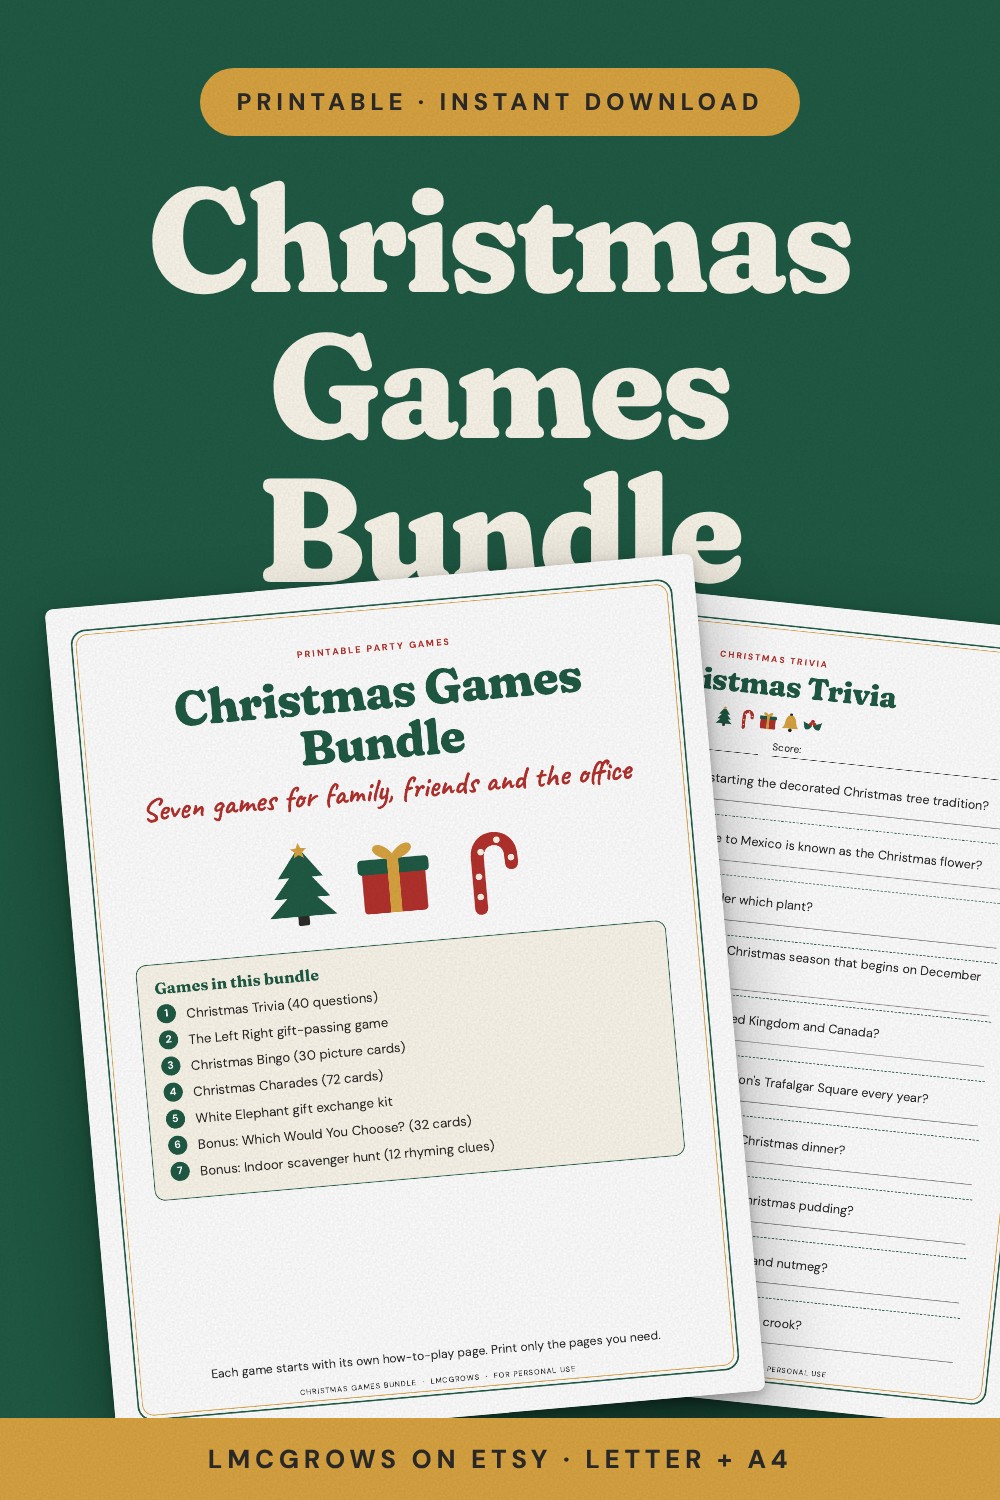 PRINTABLE · INSTANT DOWNLOAD
Christmas
Games
Bundle
PRINTABLE PARTY GAMES
Christmas Games
Bundle
Seven games for family, friends and the office
Games in this bundle
1 Christmas Trivia (40 questions)
2 The Left Right gift-passing game
3 Christmas Bingo (30 picture cards)
4 Christmas Charades (72 cards)
5 White Elephant gift exchange kit
6 Bonus: Which Would You Choose? (32 cards)
7 Bonus: Indoor scavenger hunt (12 rhyming clues)
Each game starts with its own how-to-play page. Print only the pages you need.
CHRISTMAS GAMES BUNDLE · LMCGROWS · FOR PERSONAL USE
CHRISTMAS TRIVIA
istmas Trivia
Score:
starting the decorated Christmas tree tradition?
to Mexico is known as the Christmas flower?
which plant?
Christmas season that begins on December
Kingdom and Canada?
on's Trafalgar Square every year?
Christmas dinner?
hristmas pudding?
and nutmeg?
crook?
PERSONAL USE
LMCGROWS ON ETSY · LETTER + A4